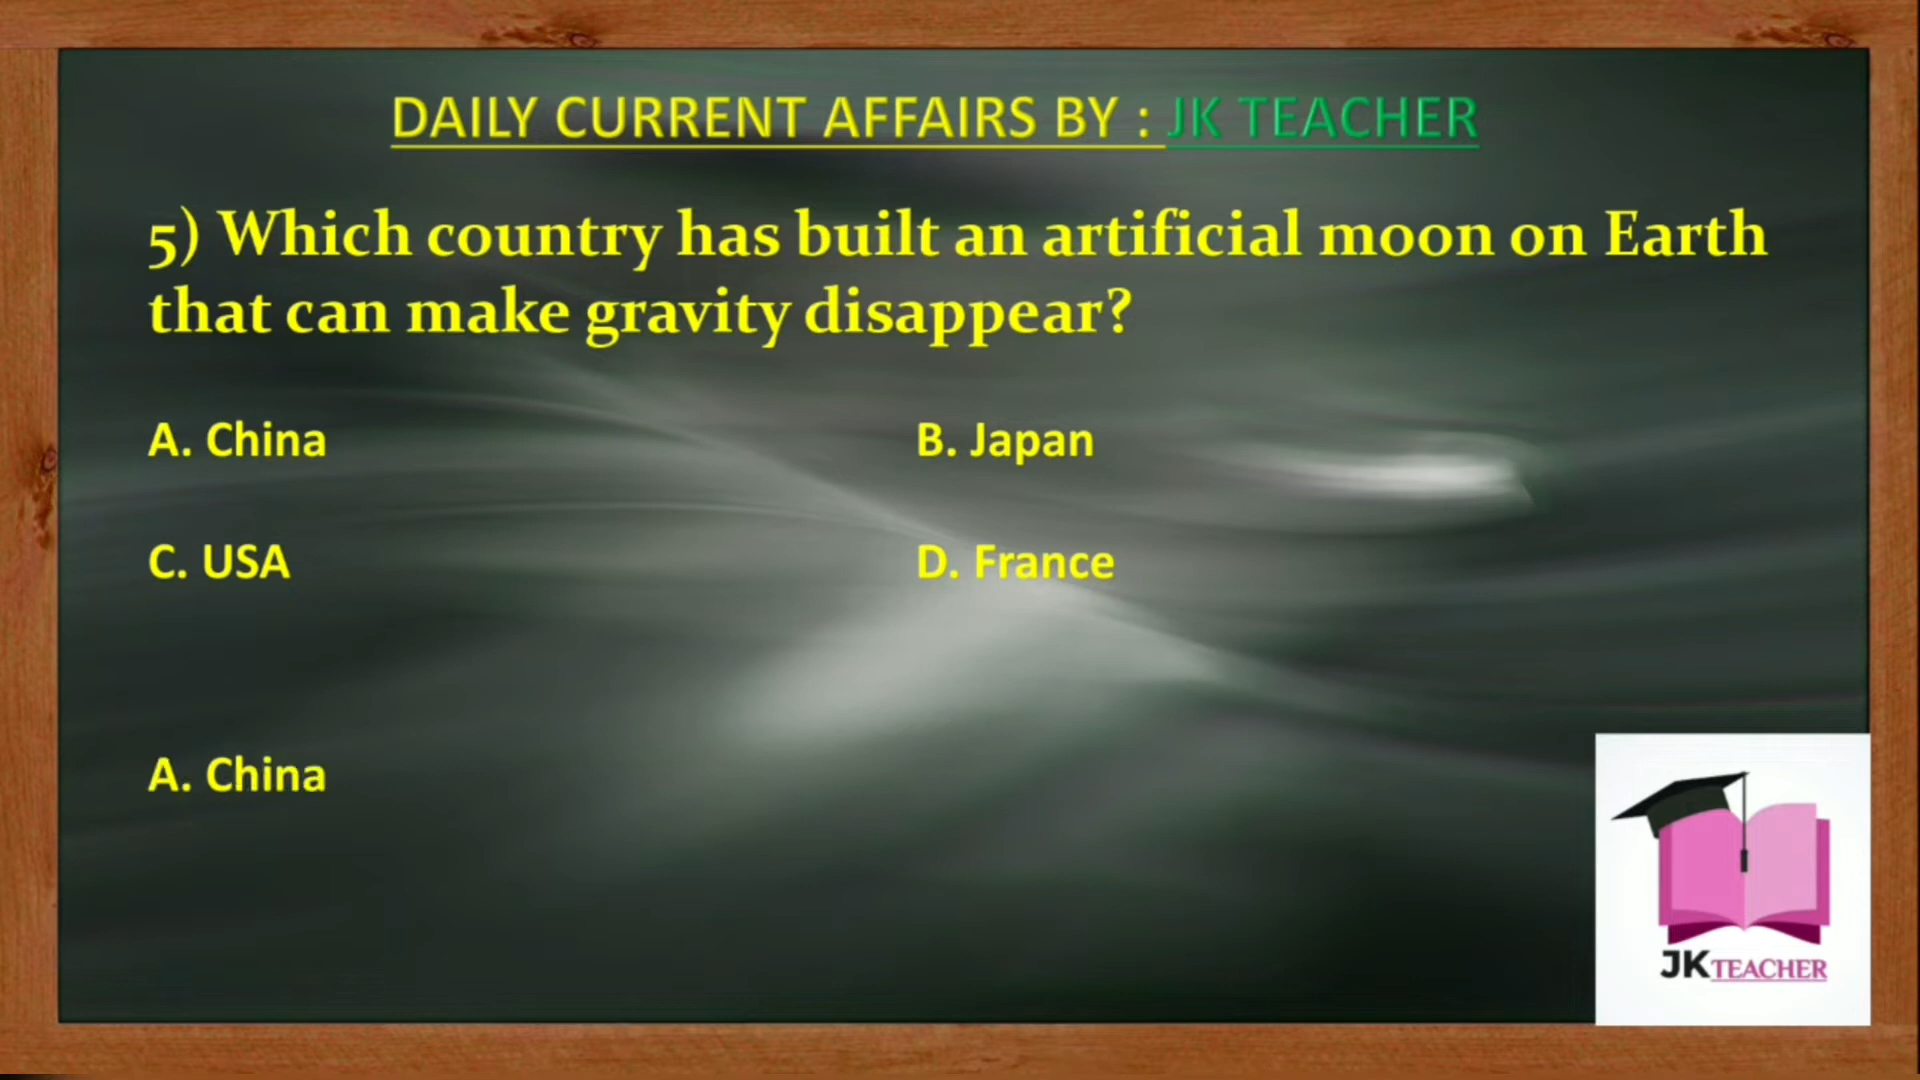 DAILY CURRENT AFFAIRS BY : JK TEACHER
5) Which country has built an artificial moon on Earth
that can make gravity disappear?
A. China
B. Japan
C. USA
D. France
A. China
JK TEACHER